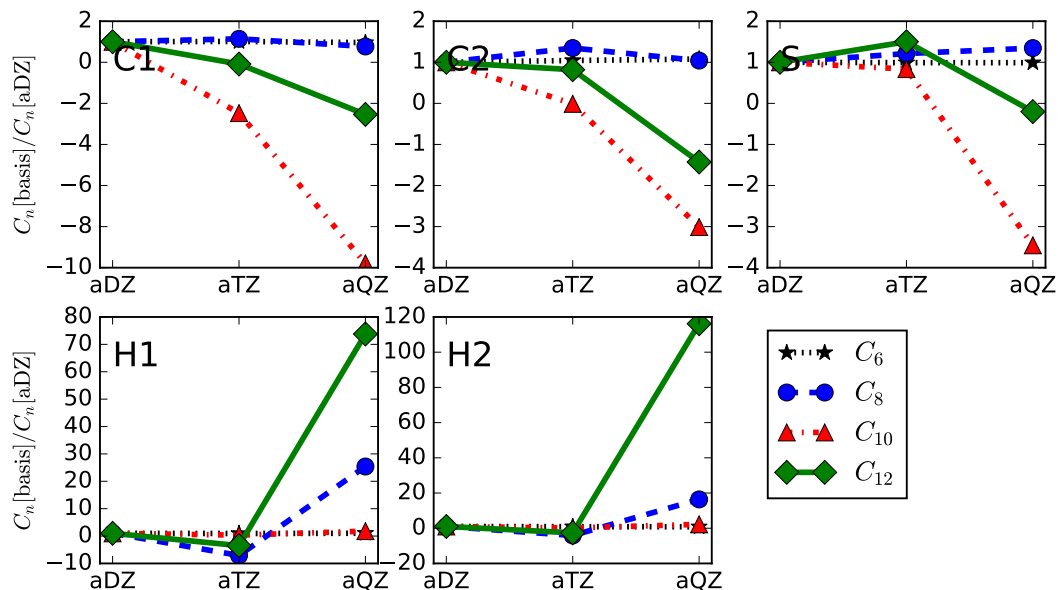 C_n[basis]/C_n[aDZ]
2
0
−2
−4
−6
−8
−10
aDZ aTZ aQZ
C1
2
1
0
−1
−2
−3
−4
aDZ aTZ aQZ
C2
2
1
0
−1
−2
−3
−4
aDZ aTZ aQZ
S
C_n[basis]/C_n[aDZ]
80
70
60
50
40
30
20
10
0
−10
aDZ aTZ aQZ
H1
120
100
80
60
40
20
0
−20
aDZ aTZ aQZ
H2
C_6
C_8
C_10
C_12